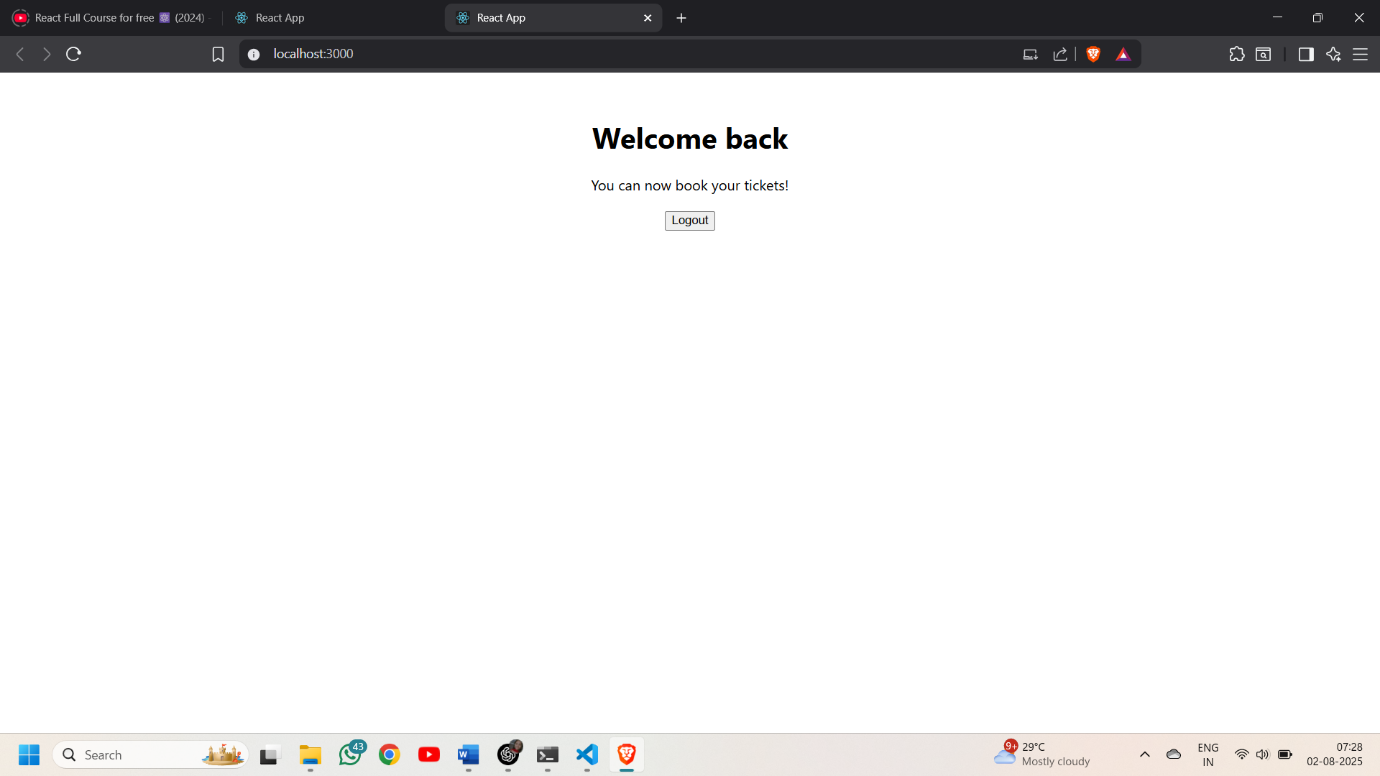 React Full Course for free ⚛️ (2024)
React App
React App
localhost:3000
Welcome back
You can now book your tickets!
Logout
Search
43
9+
29°C
Mostly cloudy
ENG
IN
07:28
02-08-2025